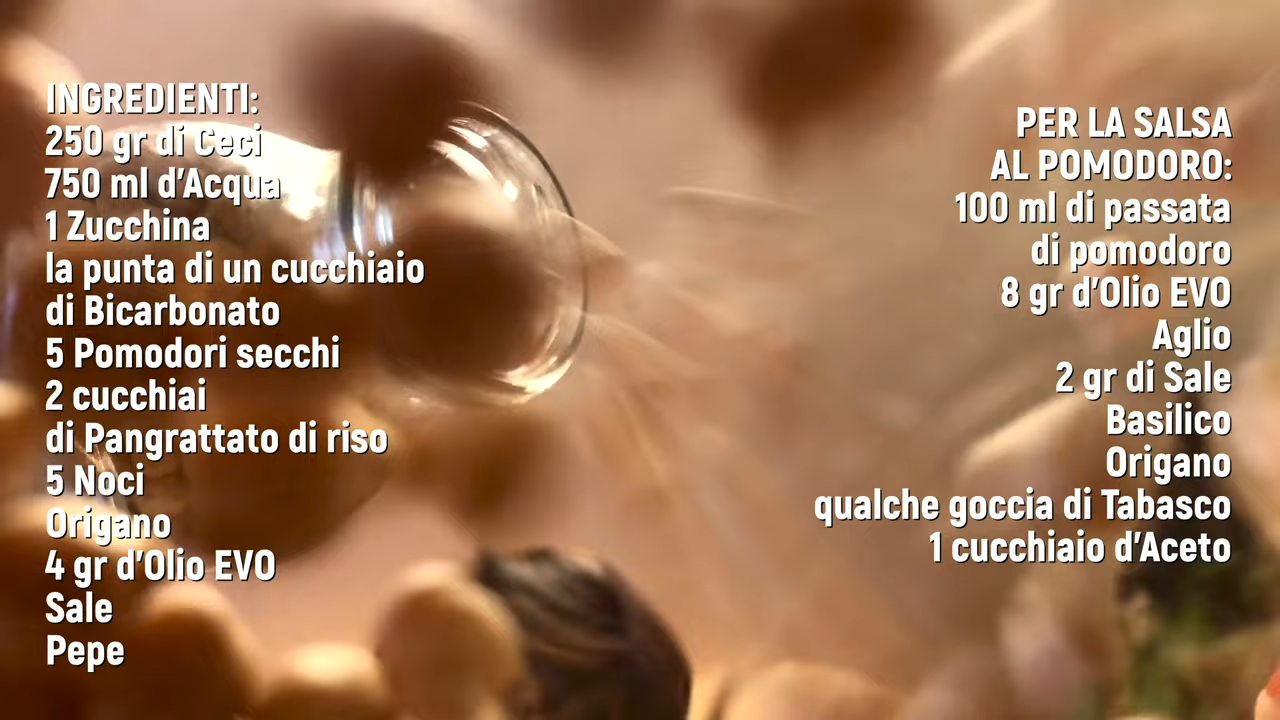 INGREDIENTI:
250 gr di Ceci
750 ml d'Acqua
1 Zucchina
la punta di un cucchiaio
di Bicarbonato
5 Pomodori secchi
2 cucchiai
di Pangrattato di riso
5 Noci
Origano
4 gr d'Olio EVO
Sale
Pepe
PER LA SALSA
AL POMODORO:
100 ml di passata
di pomodoro
8 gr d'Olio EVO
Aglio
2 gr di Sale
Basilico
Origano
qualche goccia di Tabasco
1 cucchiaio d'Aceto